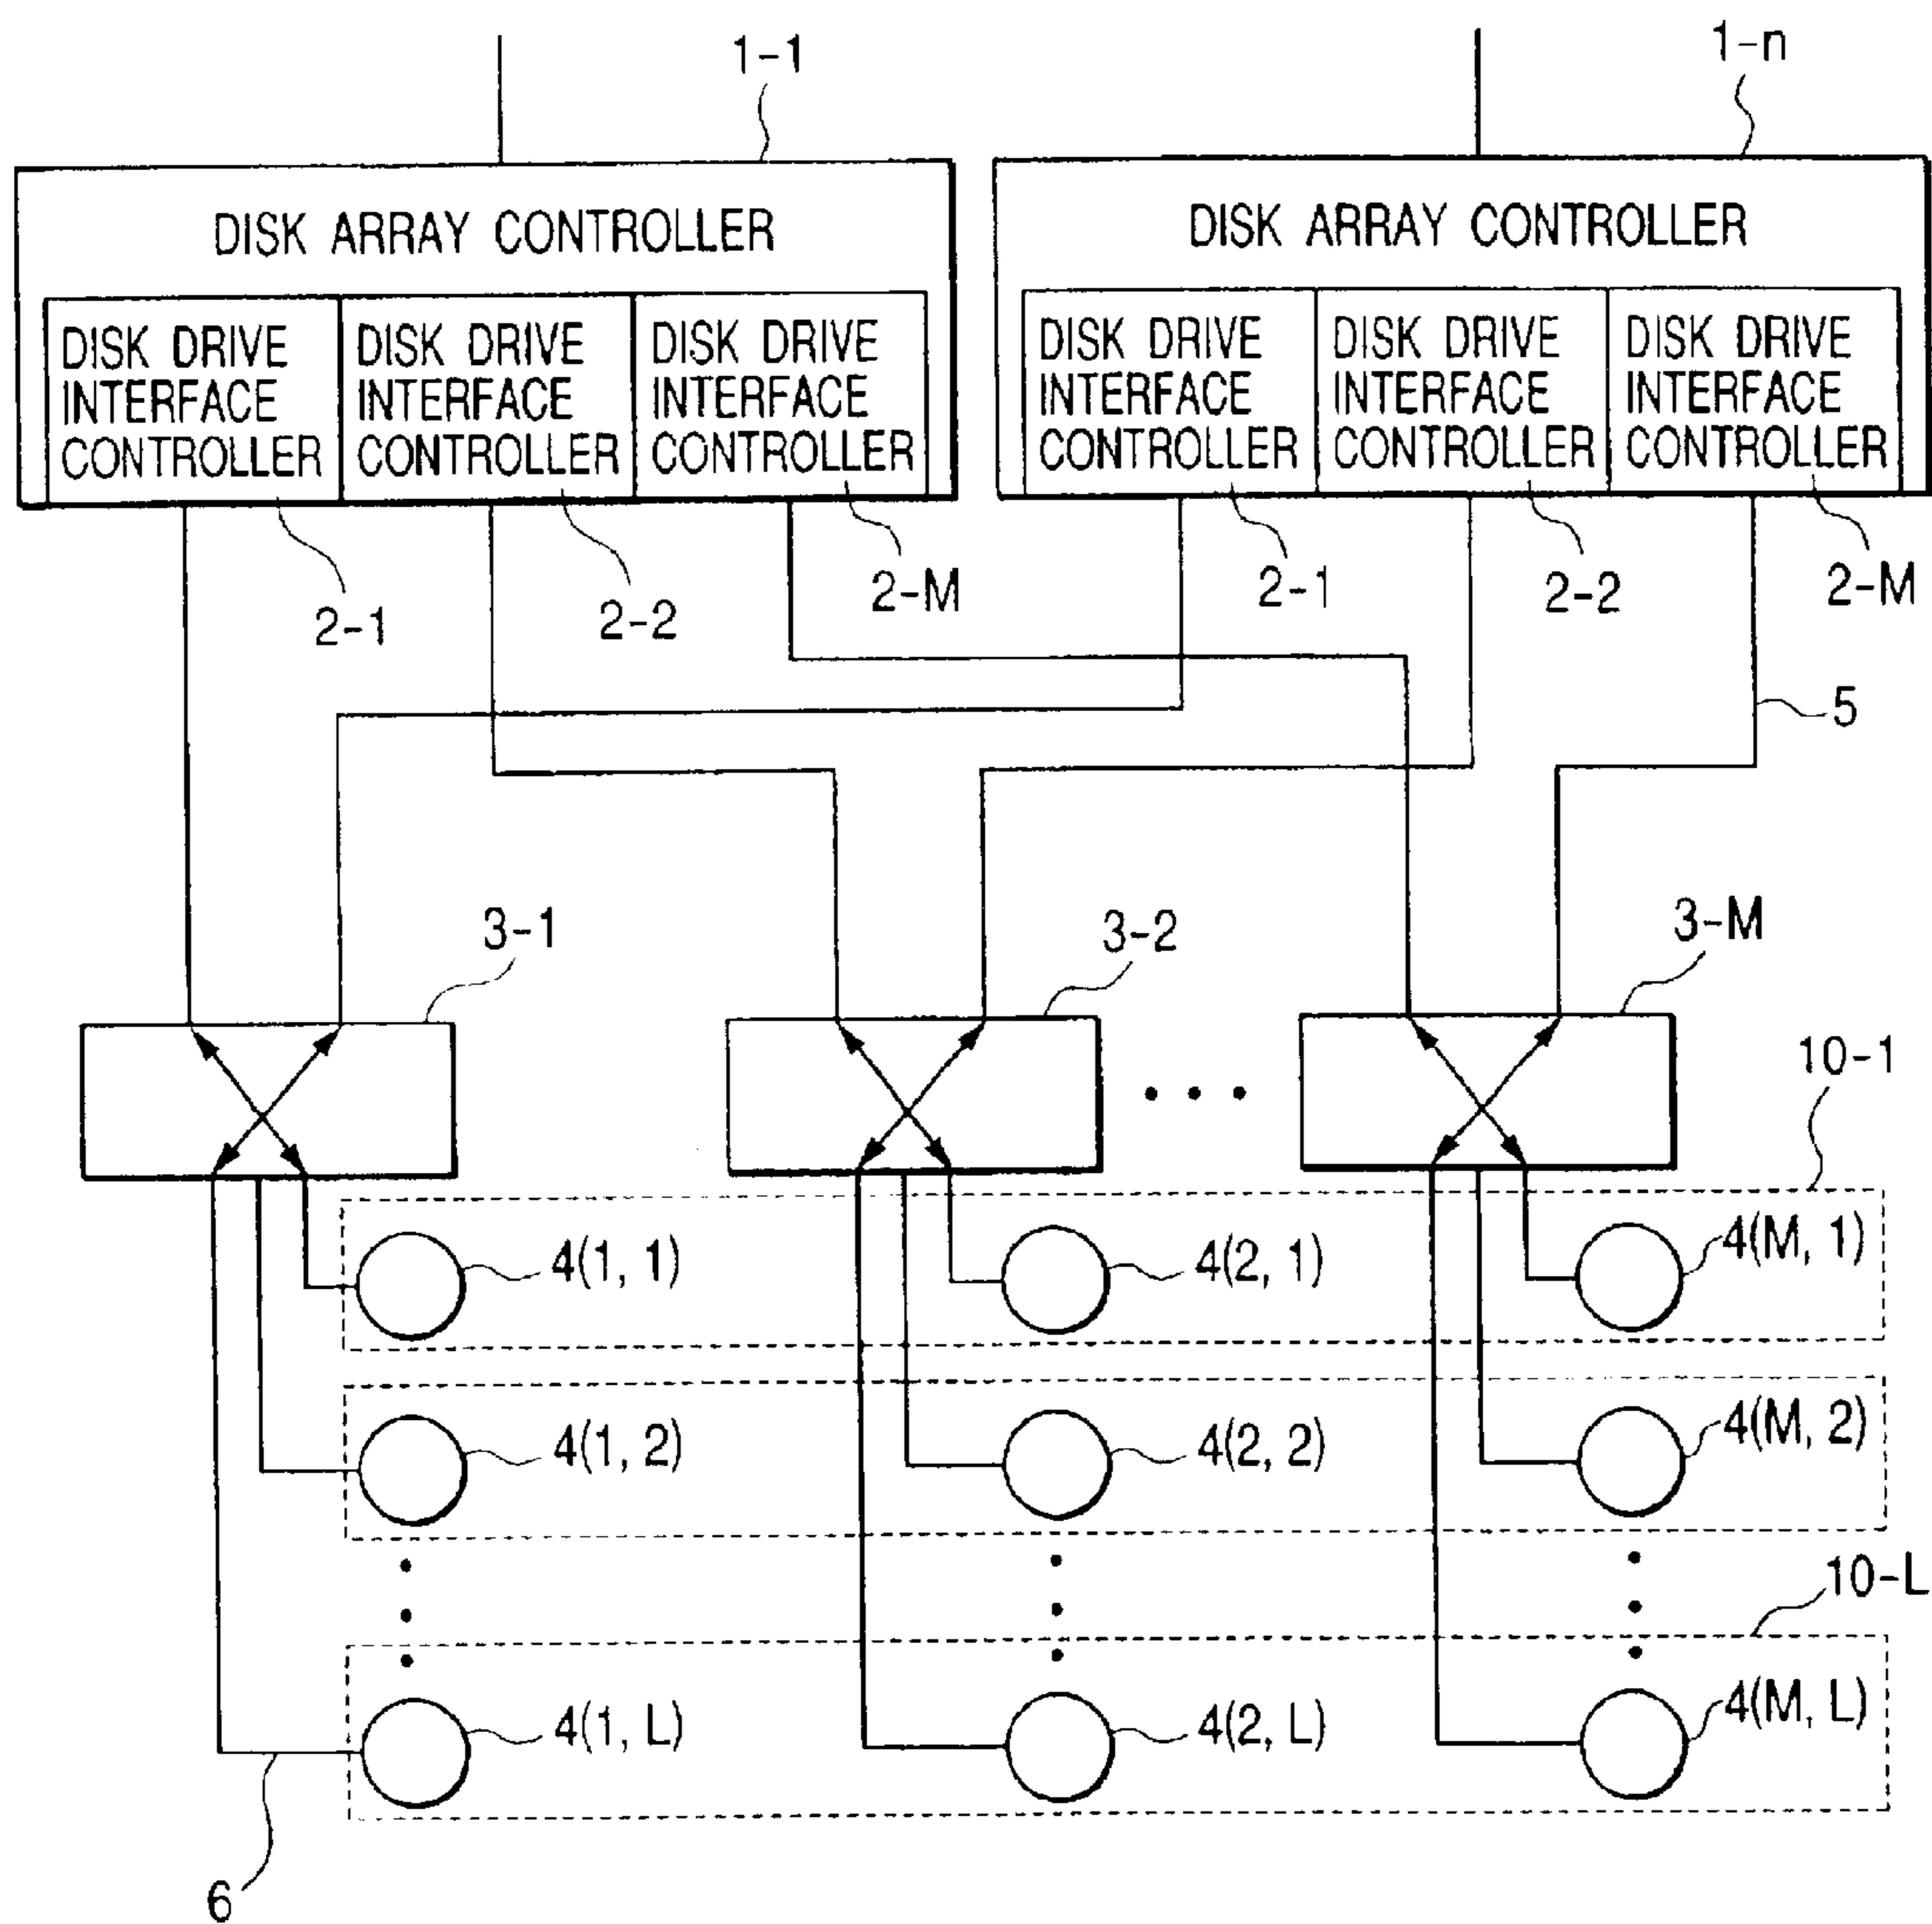 1-1
1-n
DISK ARRAY CONTROLLER
DISK ARRAY CONTROLLER
DISK DRIVE
INTERFACE
CONTROLLER
DISK DRIVE
INTERFACE
CONTROLLER
DISK DRIVE
INTERFACE
CONTROLLER
DISK DRIVE
INTERFACE
CONTROLLER
DISK DRIVE
INTERFACE
CONTROLLER
DISK DRIVE
INTERFACE
CONTROLLER
2-1
2-2
2-M
2-1
2-2
2-M
5
3-1
3-2
3-M
10-1
4(1, 1)
4(2, 1)
4(M, 1)
4(1, 2)
4(2, 2)
4(M, 2)
10-L
4(1, L)
4(2, L)
4(M, L)
6